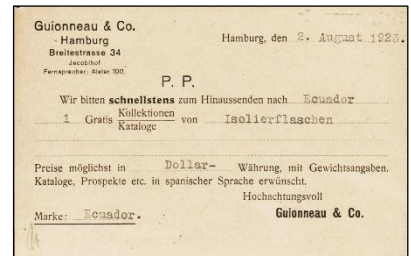 Guionneau & Co.
Hamburg
Breitestrasse 34
Jacobihof
Fernsprecher: Alster 100.
Hamburg, den 2. August 1923.
P. P.
Wir bitten schnellstens zum Hinaussenden nach Ecuador
1 Gratis Kollektionen
Kataloge von Isolierflaschen
Preise möglichst in Dollar- Währung, mit Gewichtsangaben.
Kataloge, Prospekte etc. in spanischer Sprache erwünscht.
Hochachtungsvoll
Marke: Ecuador. Guionneau & Co.